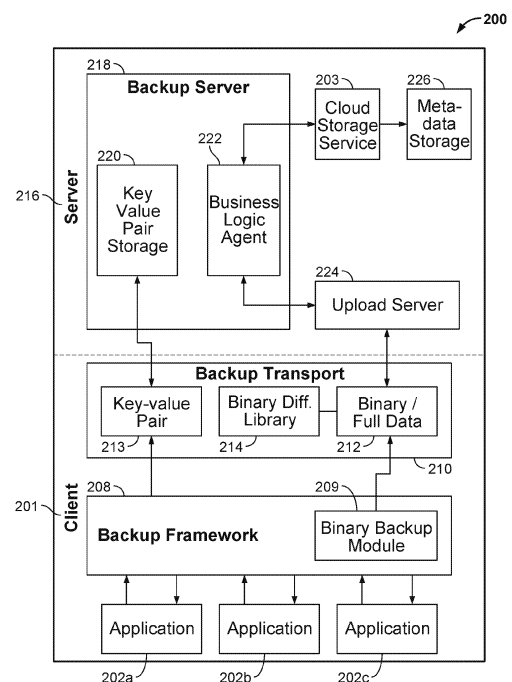 200
218
Backup Server
203
Cloud
Storage
Service
226
Meta-
data
Storage
220
Key
Value
Pair
Storage
222
Business
Logic
Agent
216
Server
224
Upload Server
Backup Transport
Key-value
Pair
213
Binary Diff.
Library
214
Binary /
Full Data
212
210
201
Client
208
Backup Framework
209
Binary Backup
Module
Application
Application
Application
202a
202b
202c